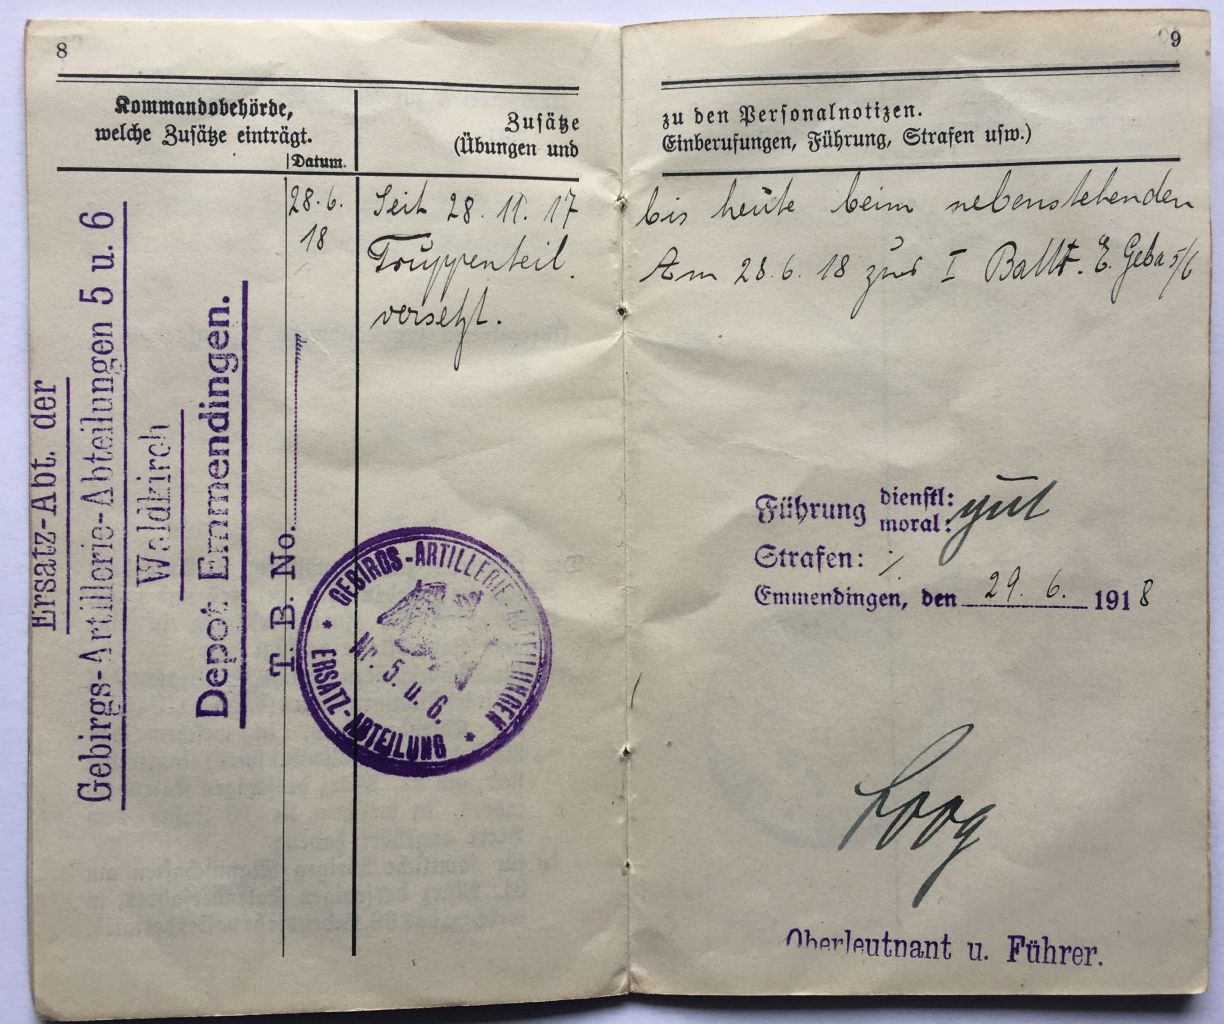 8
Kommandobehörde,
welche Zusätze einträgt.
Datum.
Zusätze
(Übungen und
Ersatz-Abt. der
Gebirgs-Artillerie-Abteilungen 5 u. 6
Waldkirch
Depot Emmendingen.
T. B. No.
28.6.
18
Seit 28. 11. 17
Truppenteil.
versetzt.
GEBIRGS-ARTILLERIE-ABTEILUNGEN
Nr. 5. u. 6.
* ERSATZ-ABTEILUNG *
9
zu den Personalnotizen.
Einberufungen, Führung, Strafen usw.)
bis heute beim nebenstehenden
Am 28. 6. 18 zur I Battr. E. Geba 5/6
Führung dienstl:
moral: gut
Strafen: ⁒
Emmendingen, den 29. 6. 1918
Loog
Oberleutnant u. Führer.